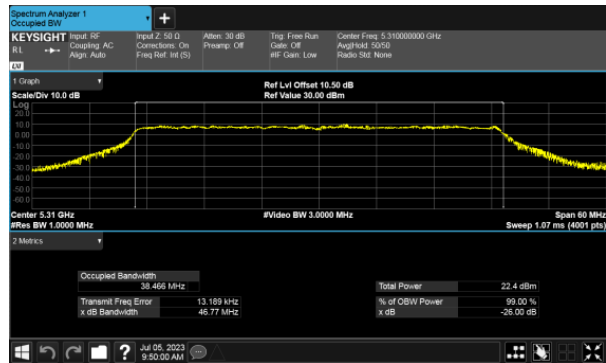 Spectrum Analyzer 1
Occupied BW
KEYSIGHT Input: RF Input Z: 50 Ω Atten: 30 dB Trig: Free Run Center Freq: 5.310000000 GHz
RL Coupling: AC Corrections: On Preamp: Off Gate: Off Avg|Hold: 50/50
Align: Auto Freq Ref: Int (S) #IF Gain: Low Radio Std: None
LXI
1 Graph
Ref Lvl Offset 10.50 dB
Scale/Div 10.0 dB Ref Value 30.00 dBm
Log
20.0
10.0
0.00
-10.0
-20.0
-30.0
-40.0
-50.0
-60.0
Center 5.31 GHz #Video BW 3.0000 MHz Span 60 MHz
#Res BW 1.0000 MHz Sweep 1.07 ms (4001 pts)
2 Metrics
Occupied Bandwidth
38.466 MHz Total Power 22.4 dBm
Transmit Freq Error 13.189 kHz % of OBW Power 99.00 %
x dB Bandwidth 46.77 MHz x dB -26.00 dB
Jul 05, 2023
9:50:00 AM